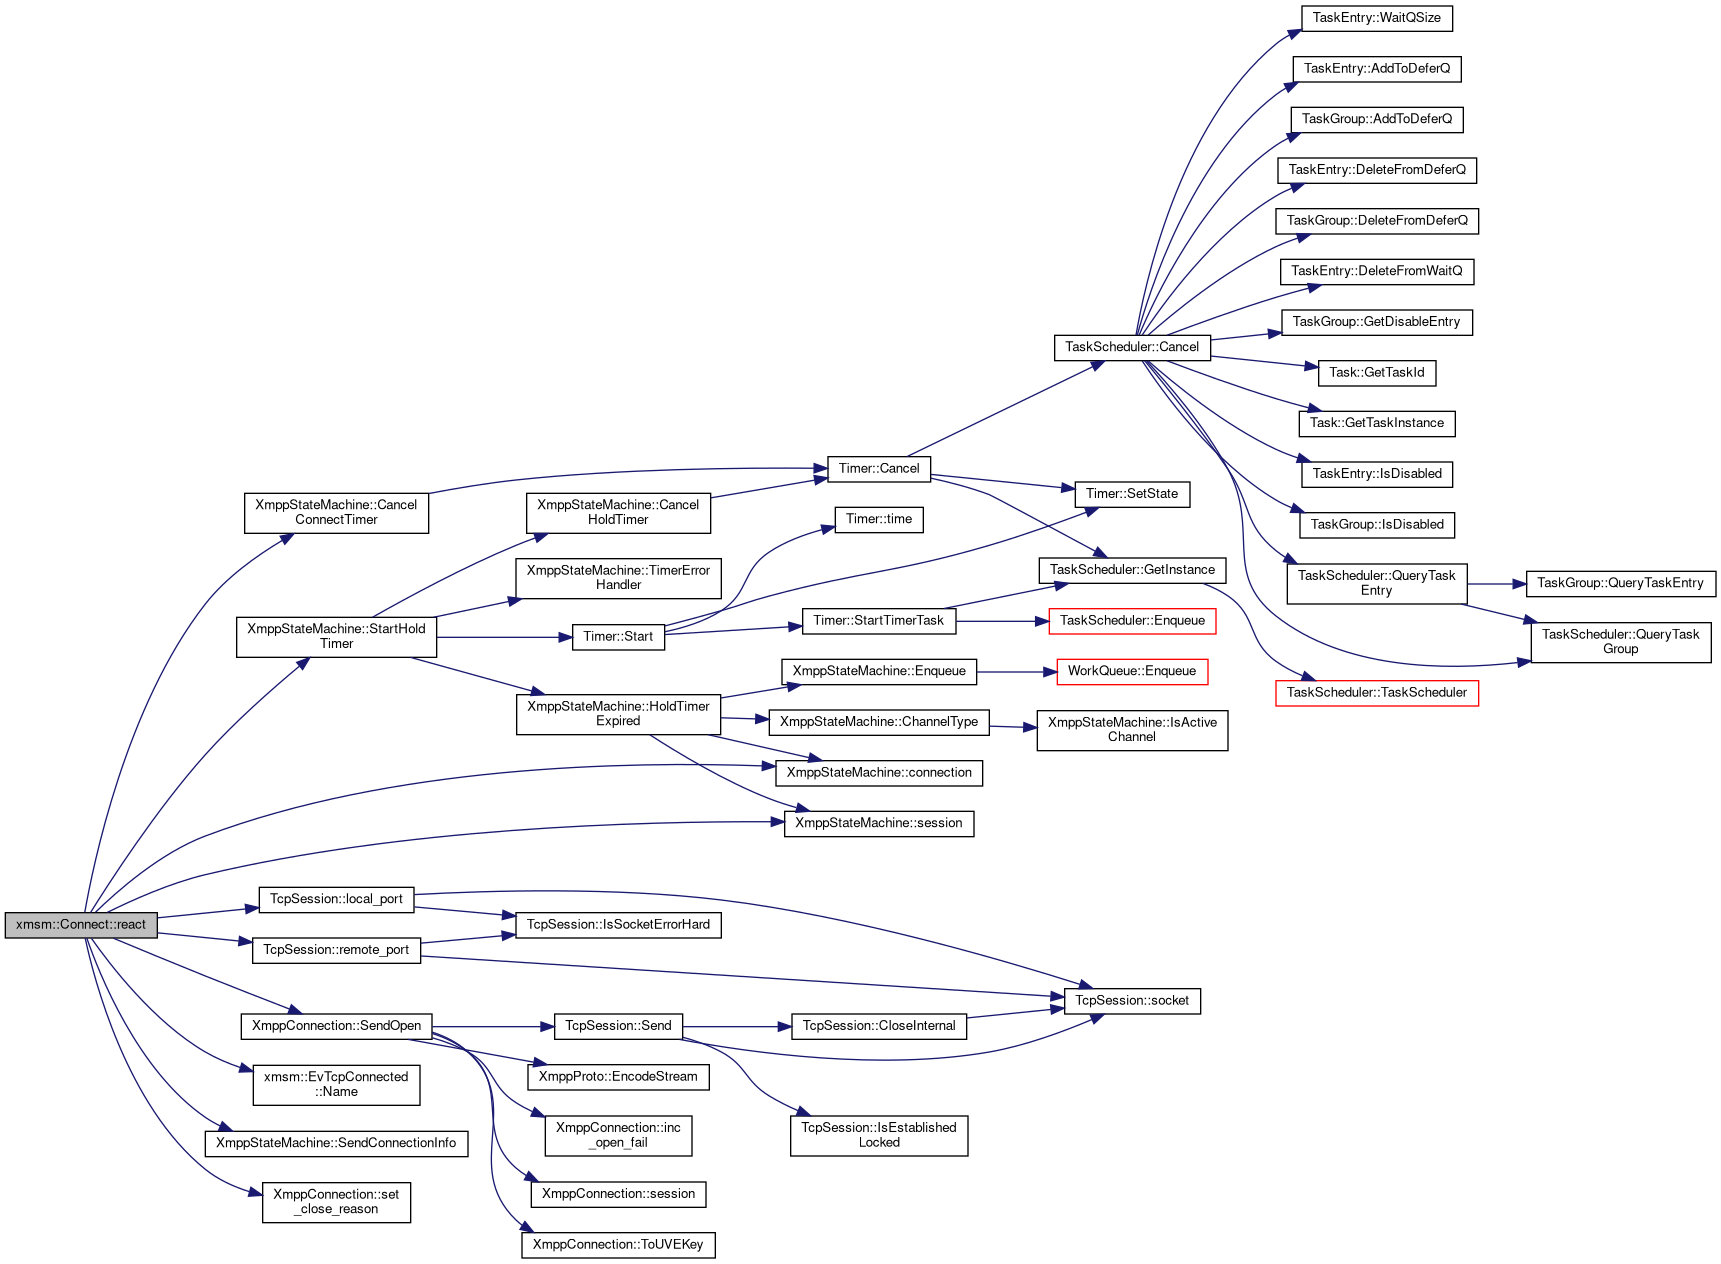 TaskEntry::WaitQSize
TaskEntry::AddToDeferQ
TaskGroup::AddToDeferQ
TaskEntry::DeleteFromDeferQ
TaskGroup::DeleteFromDeferQ
TaskEntry::DeleteFromWaitQ
TaskGroup::GetDisableEntry
TaskScheduler::Cancel
Task::GetTaskId
Task::GetTaskInstance
Timer::Cancel
TaskEntry::IsDisabled
Timer::SetState
XmppStateMachine::Cancel
ConnectTimer
XmppStateMachine::Cancel
HoldTimer
Timer::time
TaskGroup::IsDisabled
XmppStateMachine::TimerError
Handler
TaskScheduler::GetInstance
TaskScheduler::QueryTask
Entry
TaskGroup::QueryTaskEntry
XmppStateMachine::StartHold
Timer
Timer::Start
Timer::StartTimerTask
TaskScheduler::Enqueue
TaskScheduler::QueryTask
Group
XmppStateMachine::Enqueue
WorkQueue::Enqueue
TaskScheduler::TaskScheduler
XmppStateMachine::HoldTimer
Expired
XmppStateMachine::ChannelType
XmppStateMachine::IsActive
Channel
XmppStateMachine::connection
XmppStateMachine::session
TcpSession::local_port
xmsm::Connect::react
TcpSession::IsSocketErrorHard
TcpSession::remote_port
TcpSession::socket
XmppConnection::SendOpen
TcpSession::Send
TcpSession::CloseInternal
xmsm::EvTcpConnected
::Name
XmppProto::EncodeStream
XmppConnection::inc
_open_fail
TcpSession::IsEstablished
Locked
XmppStateMachine::SendConnectionInfo
XmppConnection::set
_close_reason
XmppConnection::session
XmppConnection::ToUVEKey